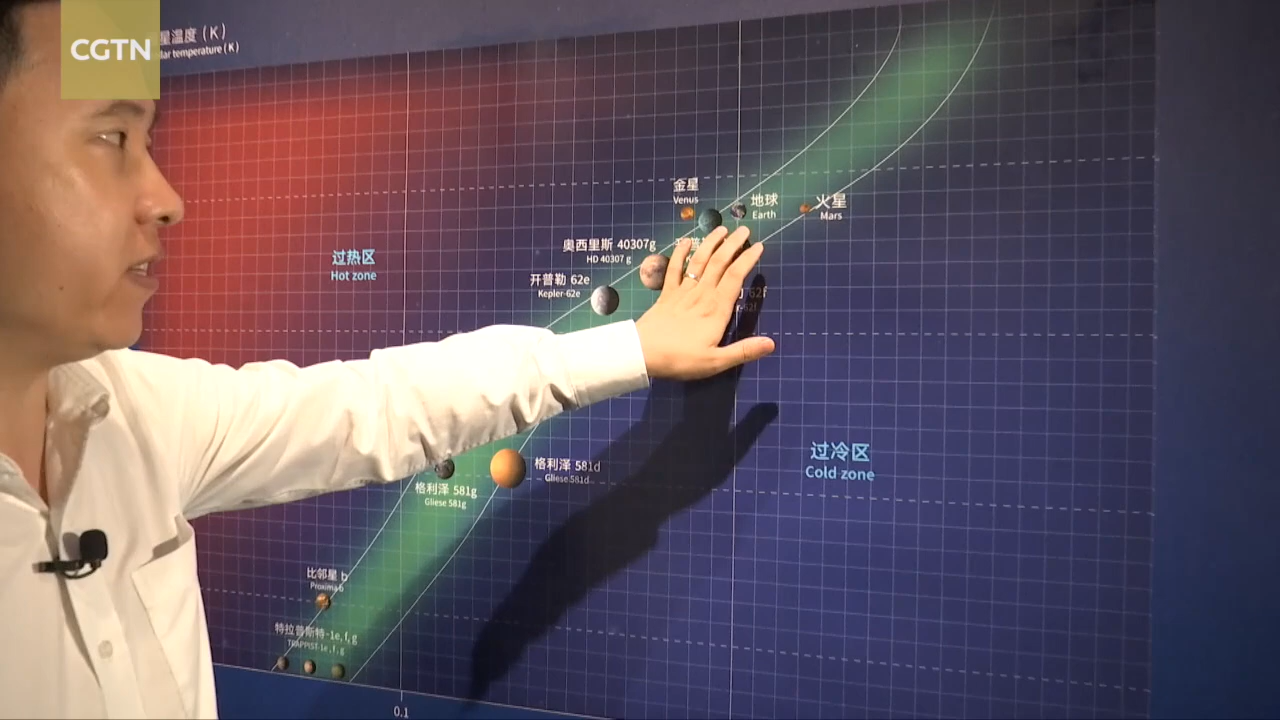 CGTN
星温度 ( K )
lar temperature ( K )
金星
Venus
地球
Earth
火星
Mars
奥西里斯 40307g
HD 40307 g
过热区
Hot zone
开普勒 62e
Kepler-62e
62f
过冷区
Cold zone
格利泽 581d
Gliese 581d
格利泽 581g
Gliese 581g
比邻星 b
Proxima b
特拉普斯特-1e, f, g
TRAPPIST-1e, f, g
0.1